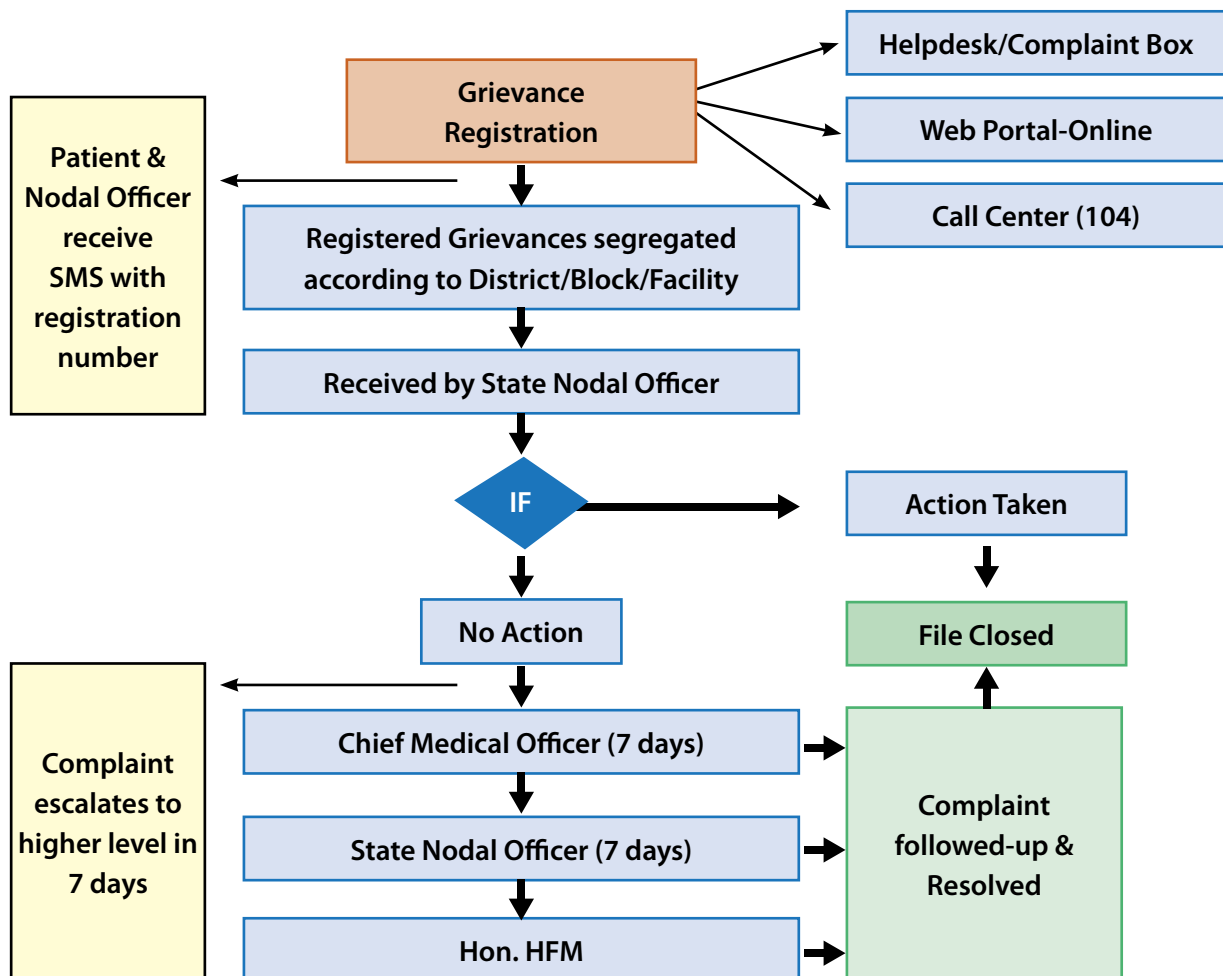 Helpdesk/Complaint Box
Grievance
Registration
Web Portal-Online
Call Center (104)
Patient &
Nodal Officer
receive
SMS with
registration
number
Registered Grievances segregated
according to District/Block/Facility
Received by State Nodal Officer
IF
Action Taken
No Action
File Closed
Complaint
escalates to
higher level in
7 days
Chief Medical Officer (7 days)
State Nodal Officer (7 days)
Hon. HFM
Complaint
followed-up &
Resolved